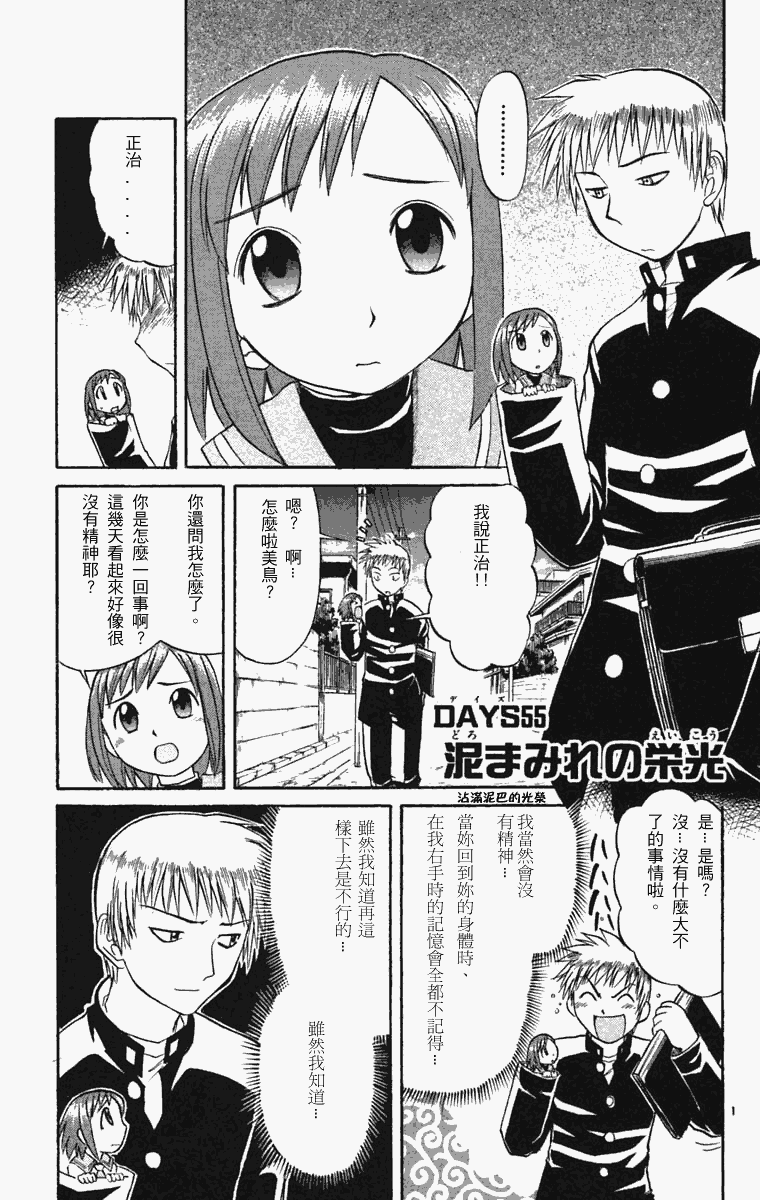 …………
正治‧‧‧‧
我說正治!!
嗯？ 啊…
怎麼啦美鳥？
你還問我怎麼了。
你是怎麼一回事啊？
這幾天看起來好像很
沒有精神耶？
デイズ
DAYS55
どろ えいこう
泥まみれの栄光
沾滿泥巴的光榮
是…是嗎？
沒…沒有什麼大不
了的事情啦。
我當然會沒
有精神…
當妳回到妳的身體時、
在我右手時的記憶會全都不記得…
雖然我知道再這
樣下去是不行的…
雖然我知道…
1